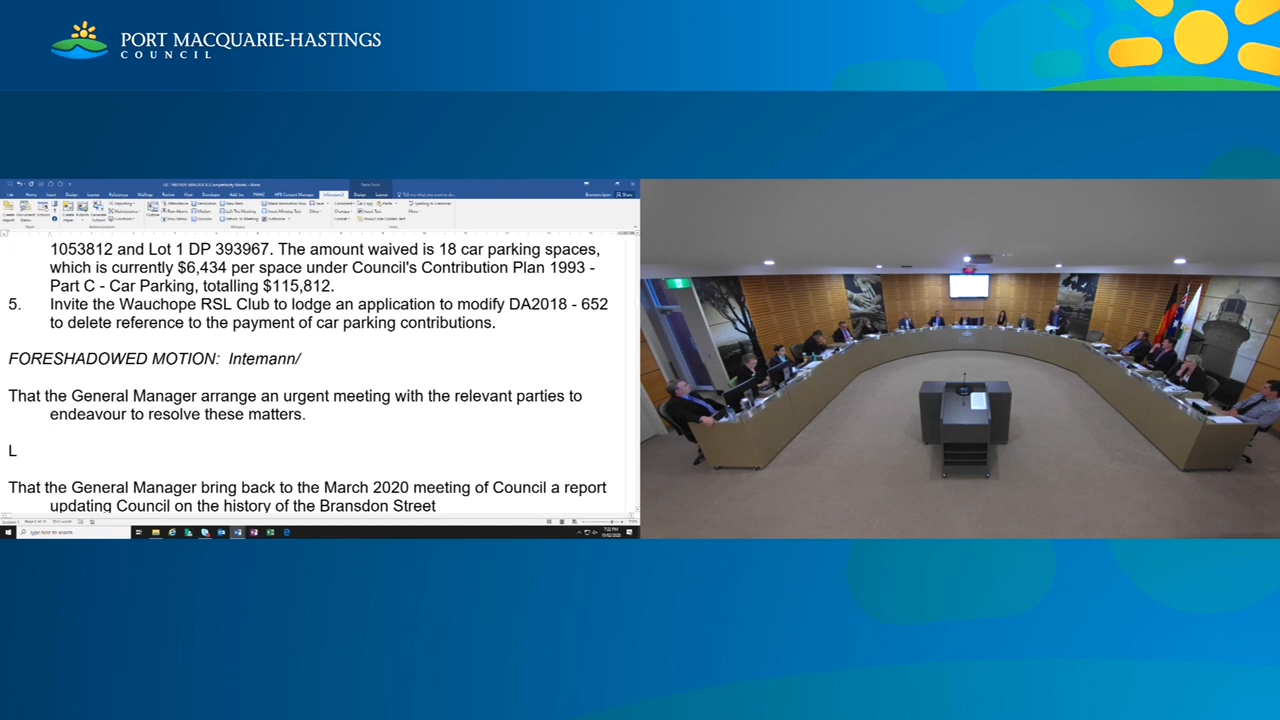 PORT MACQUARIE-HASTINGS
COUNCIL
1053812 and Lot 1 DP 393967. The amount waived is 18 car parking spaces,
which is currently $6,434 per space under Council's Contribution Plan 1993 -
Part C - Car Parking, totalling $115,812.
5. Invite the Wauchope RSL Club to lodge an application to modify DA2018 - 652
to delete reference to the payment of car parking contributions.
FORESHADOWED MOTION: Intemann/
That the General Manager arrange an urgent meeting with the relevant parties to
endeavour to resolve these matters.
L
That the General Manager bring back to the March 2020 meeting of Council a report
updating Council on the history of the Bransdon Street